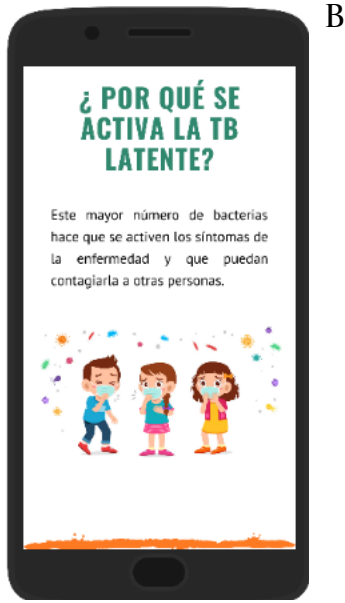 B
¿ POR QUÉ SE
ACTIVA LA TB
LATENTE?
Este mayor número de bacterias
hace que se activen los síntomas de
la enfermedad y que puedan
contagiarla a otras personas.